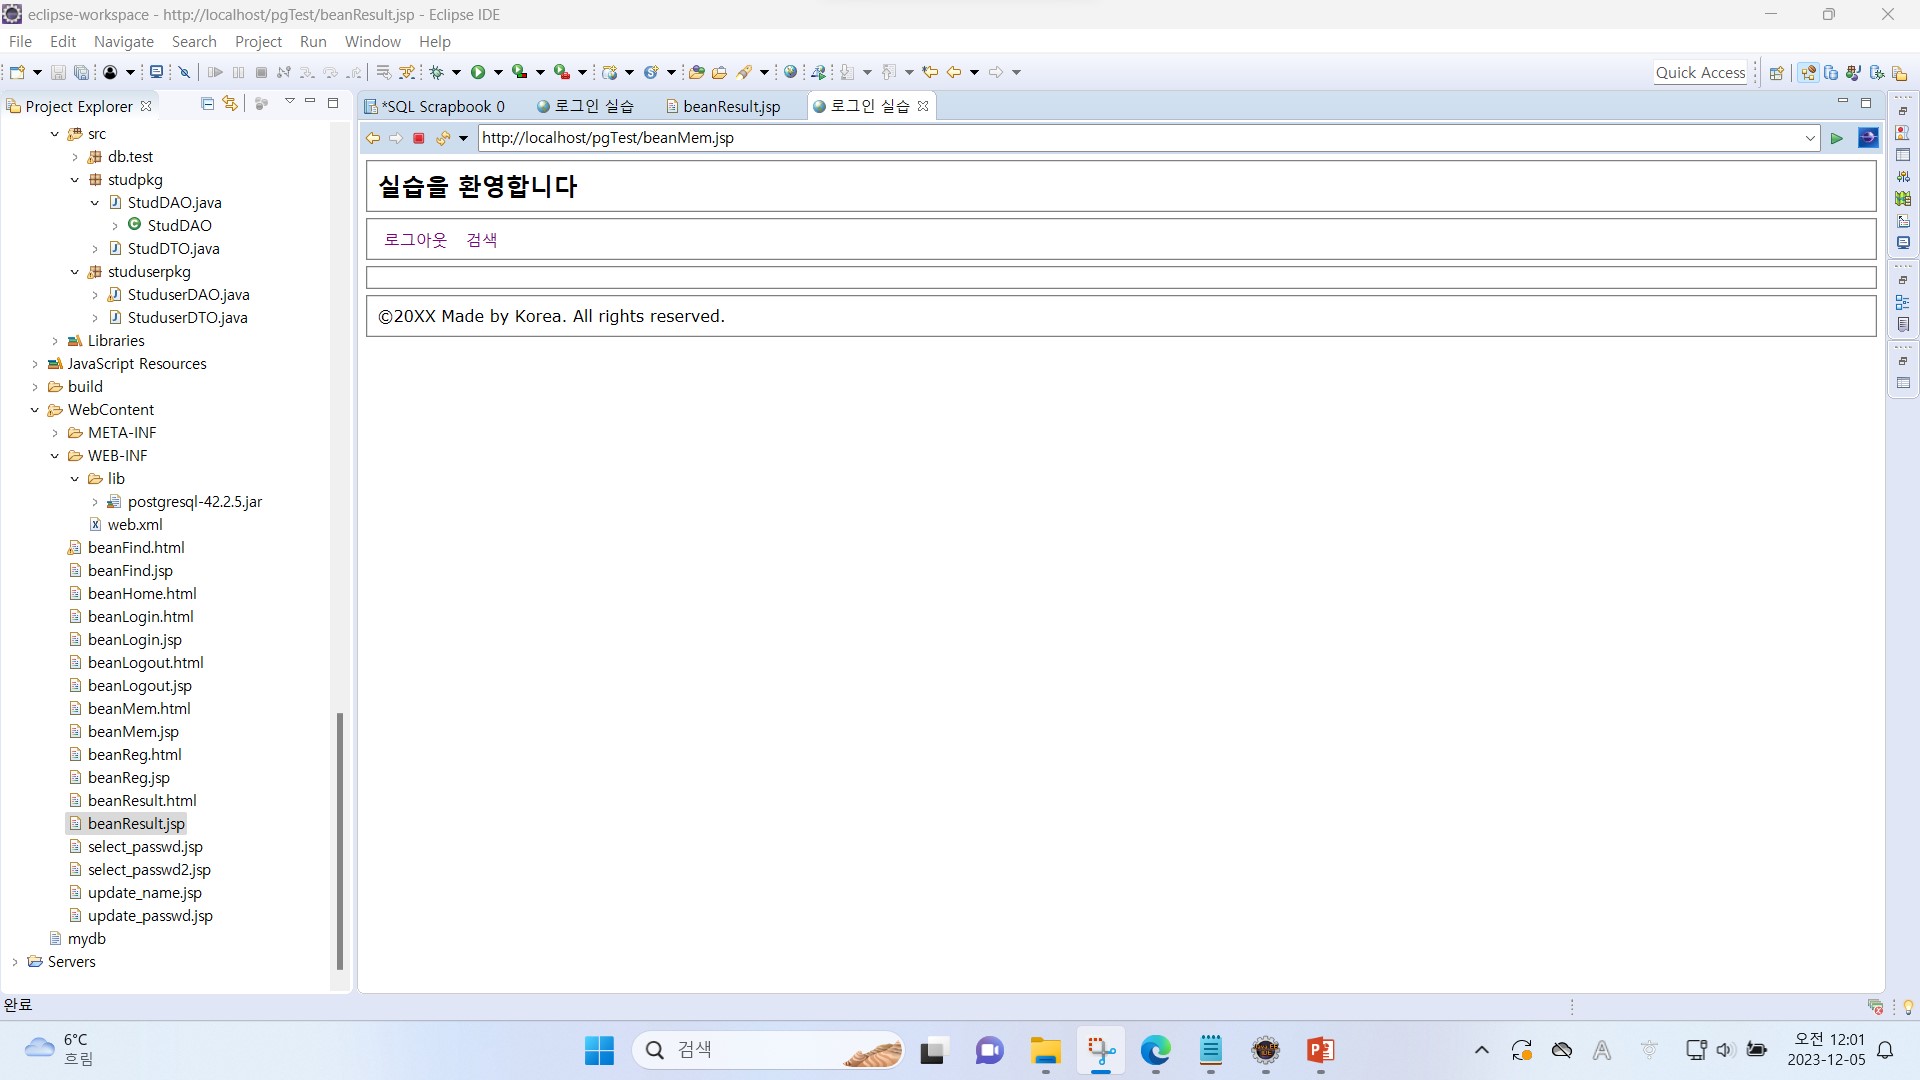 eclipse-workspace - http://localhost/pgTest/beanResult.jsp - Eclipse IDE
File Edit Navigate Search Project Run Window Help
Quick Access
Project Explorer
src
db.test
studpkg
StudDAO.java
StudDAO
StudDTO.java
studuserpkg
StuduserDAO.java
StuduserDTO.java
Libraries
JavaScript Resources
build
WebContent
META-INF
WEB-INF
lib
postgresql-42.2.5.jar
web.xml
beanFind.html
beanFind.jsp
beanHome.html
beanLogin.html
beanLogin.jsp
beanLogout.html
beanLogout.jsp
beanMem.html
beanMem.jsp
beanReg.html
beanReg.jsp
beanResult.html
beanResult.jsp
select_passwd.jsp
select_passwd2.jsp
update_name.jsp
update_passwd.jsp
mydb
Servers
*SQL Scrapbook 0 로그인 실습 beanResult.jsp 로그인 실습
http://localhost/pgTest/beanMem.jsp
실습을 환영합니다
로그아웃 검색
©20XX Made by Korea. All rights reserved.
완료
6°C
흐림
검색
오전 12:01
2023-12-05